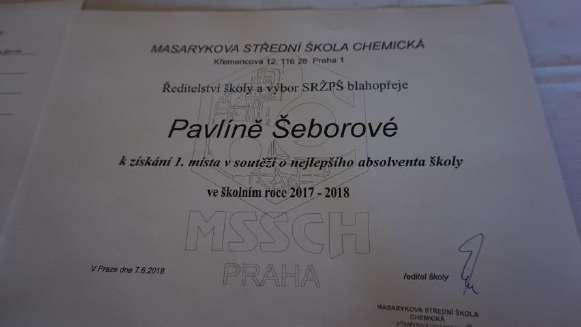 MASARYKOVA STŘEDNÍ ŠKOLA CHEMICKÁ
Křemencova 12, 116 28 Praha 1
Ředitelství školy a výbor SRŽPŠ blahopřeje
Pavlíně Šeborové
k získání 1. místa v soutěži o nejlepšího absolventa školy
ve školním roce 2017 - 2018
MSSCH
PRAHA
V Praze dne 7.6.2018
ředitel školy
MASARYKOVA STŘEDNÍ ŠKOLA
CHEMICKÁ